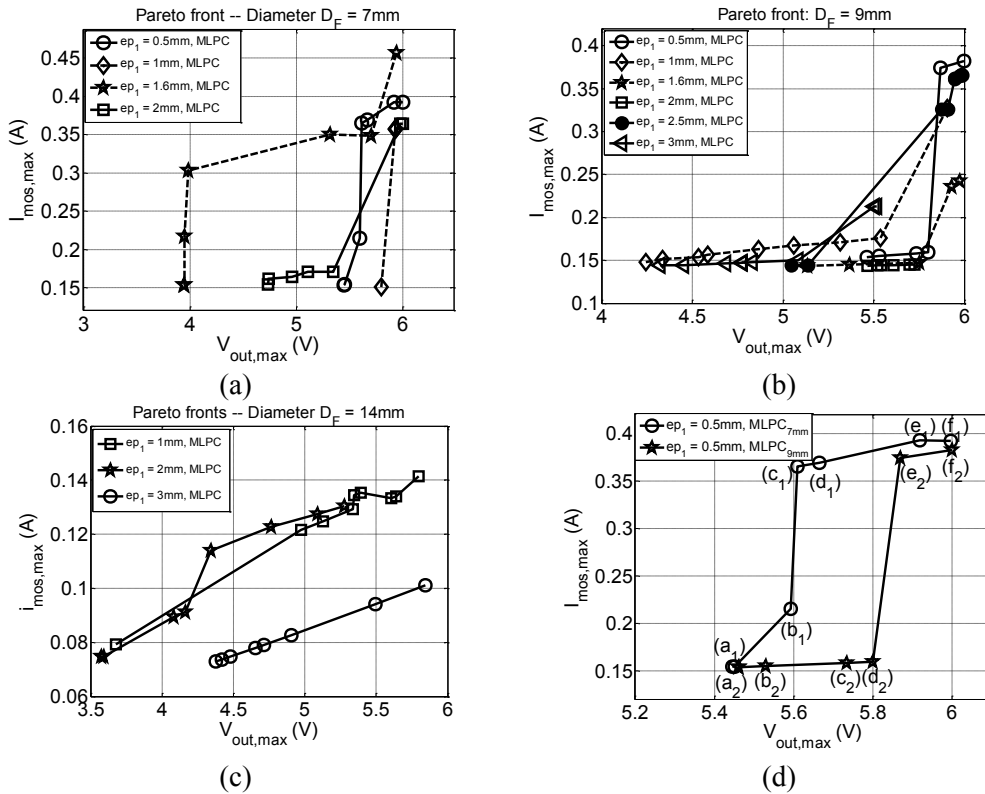 Pareto front -- Diameter D_F = 7mm
ep_1 = 0.5mm, MLPC
ep_1 = 1mm, MLPC
ep_1 = 1.6mm, MLPC
ep_1 = 2mm, MLPC
I_mos,max (A)
0.45
0.4
0.35
0.3
0.25
0.2
0.15
3 4 5 6
V_out,max (V)
(a)
Pareto front: D_F = 9mm
ep_1 = 0.5mm, MLPC
ep_1 = 1mm, MLPC
ep_1 = 1.6mm, MLPC
ep_1 = 2mm, MLPC
ep_1 = 2.5mm, MLPC
ep_1 = 3mm, MLPC
I_mos,max (A)
0.4
0.35
0.3
0.25
0.2
0.15
0.1
4 4.5 5 5.5 6
V_out,max (V)
(b)
Pareto fronts -- Diameter D_F = 14mm
ep_1 = 1mm, MLPC
ep_1 = 2mm, MLPC
ep_1 = 3mm, MLPC
i_mos,max (A)
0.16
0.14
0.12
0.1
0.08
0.06
3.5 4 4.5 5 5.5 6
V_out,max (V)
(c)
ep_1 = 0.5mm, MLPC_7mm
ep_1 = 0.5mm, MLPC_9mm
(e_1) (f_1)
(c_1) (d_1) (e_2) (f_2)
(b_1)
(a_1)
(a_2) (b_2) (c_2) (d_2)
I_mos,max (A)
0.4
0.35
0.3
0.25
0.2
0.15
5.2 5.4 5.6 5.8 6
V_out,max (V)
(d)